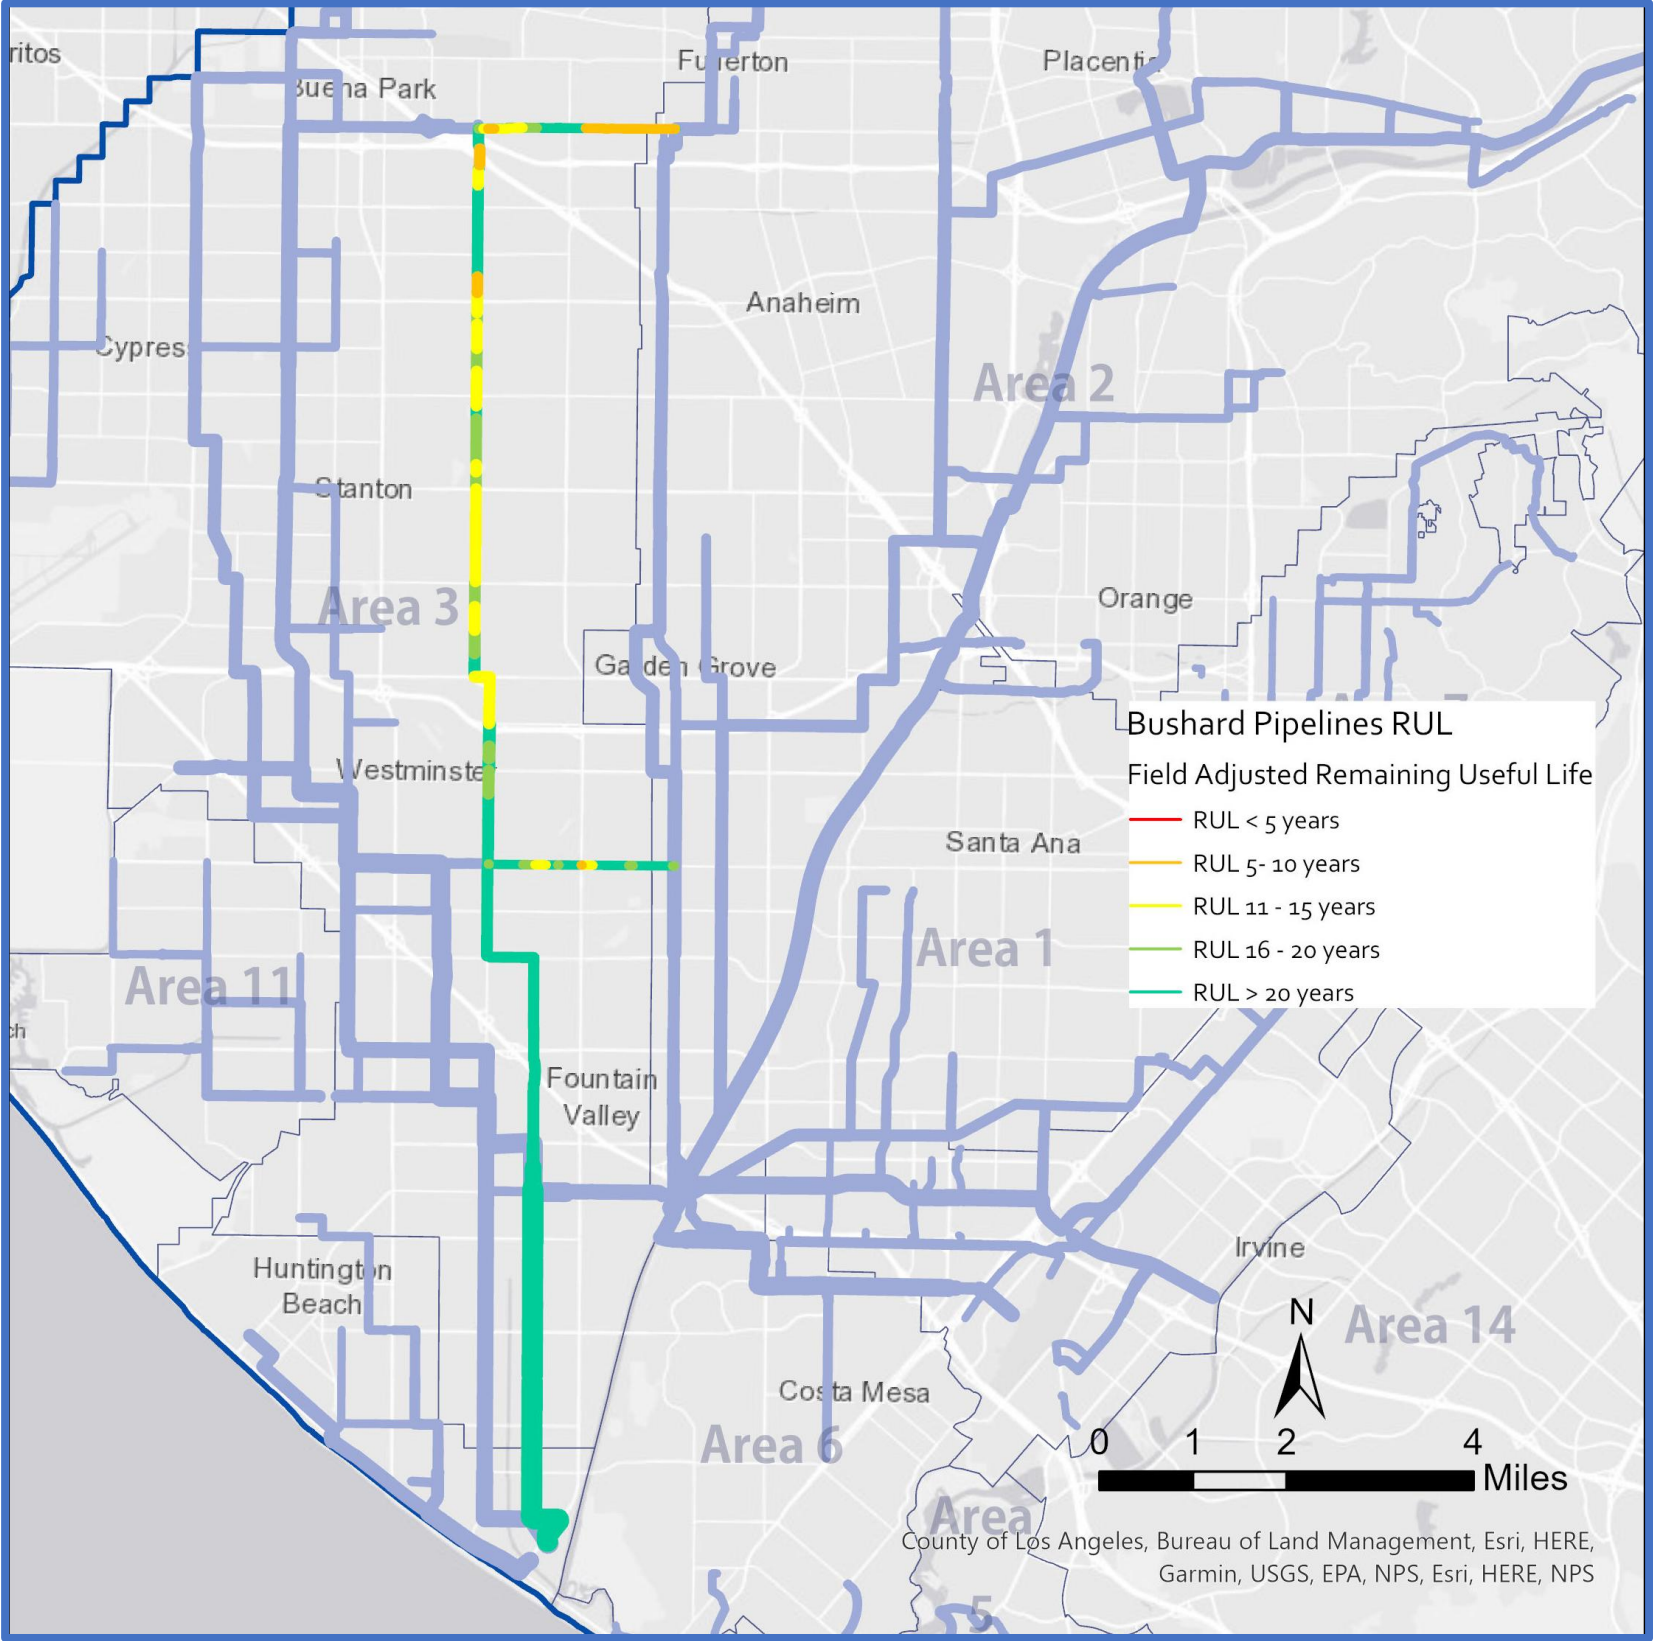 ritos
Fullerton
Placentia
Buena Park
Anaheim
Cypress
Area 2
Stanton
Orange
Area 3
Garden Grove
Bushard Pipelines RUL
Field Adjusted Remaining Useful Life
RUL < 5 years
RUL 5- 10 years
RUL 11 - 15 years
RUL 16 - 20 years
RUL > 20 years
Westminster
Santa Ana
Area 1
Area 11
ch
Fountain
Valley
Irvine
Huntington
Beach
N
Area 14
Costa Mesa
Area 6
0 1 2 4
Miles
Area
5
County of Los Angeles, Bureau of Land Management, Esri, HERE,
Garmin, USGS, EPA, NPS, Esri, HERE, NPS